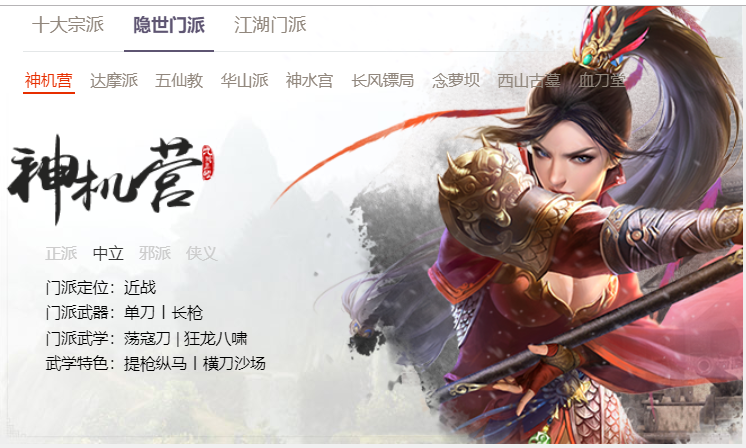 十大宗派 隐世门派 江湖门派
神机营 达摩派 五仙教 华山派 神水宫 长风镖局 念萝坝 西山古墓 血刀堂
神机营
正派 中立 邪派 侠义
门派定位：近战
门派武器：单刀丨长枪
门派武学：荡寇刀 | 狂龙八啸
武学特色：提枪纵马丨横刀沙场